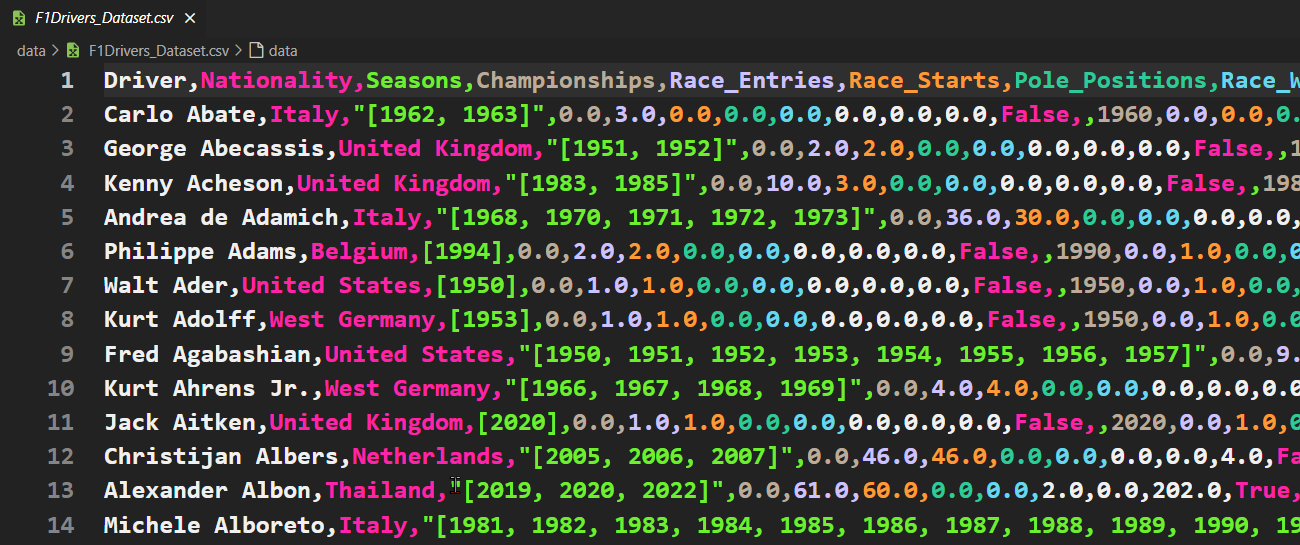 F1Drivers_Dataset.csv
data > F1Drivers_Dataset.csv > data
1 Driver,Nationality,Seasons,Championships,Race_Entries,Race_Starts,Pole_Positions,Race_W
2 Carlo Abate,Italy,"[1962, 1963]",0.0,3.0,0.0,0.0,0.0,0.0,0.0,0.0,False,,1960,0.0,0.0,0.
3 George Abecassis,United Kingdom,"[1951, 1952]",0.0,2.0,2.0,0.0,0.0,0.0,0.0,0.0,False,,1
4 Kenny Acheson,United Kingdom,"[1983, 1985]",0.0,10.0,3.0,0.0,0.0,0.0,0.0,0.0,False,,198
5 Andrea de Adamich,Italy,"[1968, 1970, 1971, 1972, 1973]",0.0,36.0,30.0,0.0,0.0,0.0,0.0,
6 Philippe Adams,Belgium,[1994],0.0,2.0,2.0,0.0,0.0,0.0,0.0,0.0,False,,1990,0.0,1.0,0.0,0
7 Walt Ader,United States,[1950],0.0,1.0,1.0,0.0,0.0,0.0,0.0,0.0,False,,1950,0.0,1.0,0.0,
8 Kurt Adolff,West Germany,[1953],0.0,1.0,1.0,0.0,0.0,0.0,0.0,0.0,False,,1950,0.0,1.0,0.0
9 Fred Agabashian,United States,"[1950, 1951, 1952, 1953, 1954, 1955, 1956, 1957]",0.0,9.
10 Kurt Ahrens Jr.,West Germany,"[1966, 1967, 1968, 1969]",0.0,4.0,4.0,0.0,0.0,0.0,0.0,0.0
11 Jack Aitken,United Kingdom,[2020],0.0,1.0,1.0,0.0,0.0,0.0,0.0,0.0,False,,2020,0.0,1.0,0
12 Christijan Albers,Netherlands,"[2005, 2006, 2007]",0.0,46.0,46.0,0.0,0.0,0.0,0.0,4.0,Fa
13 Alexander Albon,Thailand,"[2019, 2020, 2022]",0.0,61.0,60.0,0.0,0.0,2.0,0.0,202.0,True,
14 Michele Alboreto,Italy,"[1981, 1982, 1983, 1984, 1985, 1986, 1987, 1988, 1989, 1990, 19